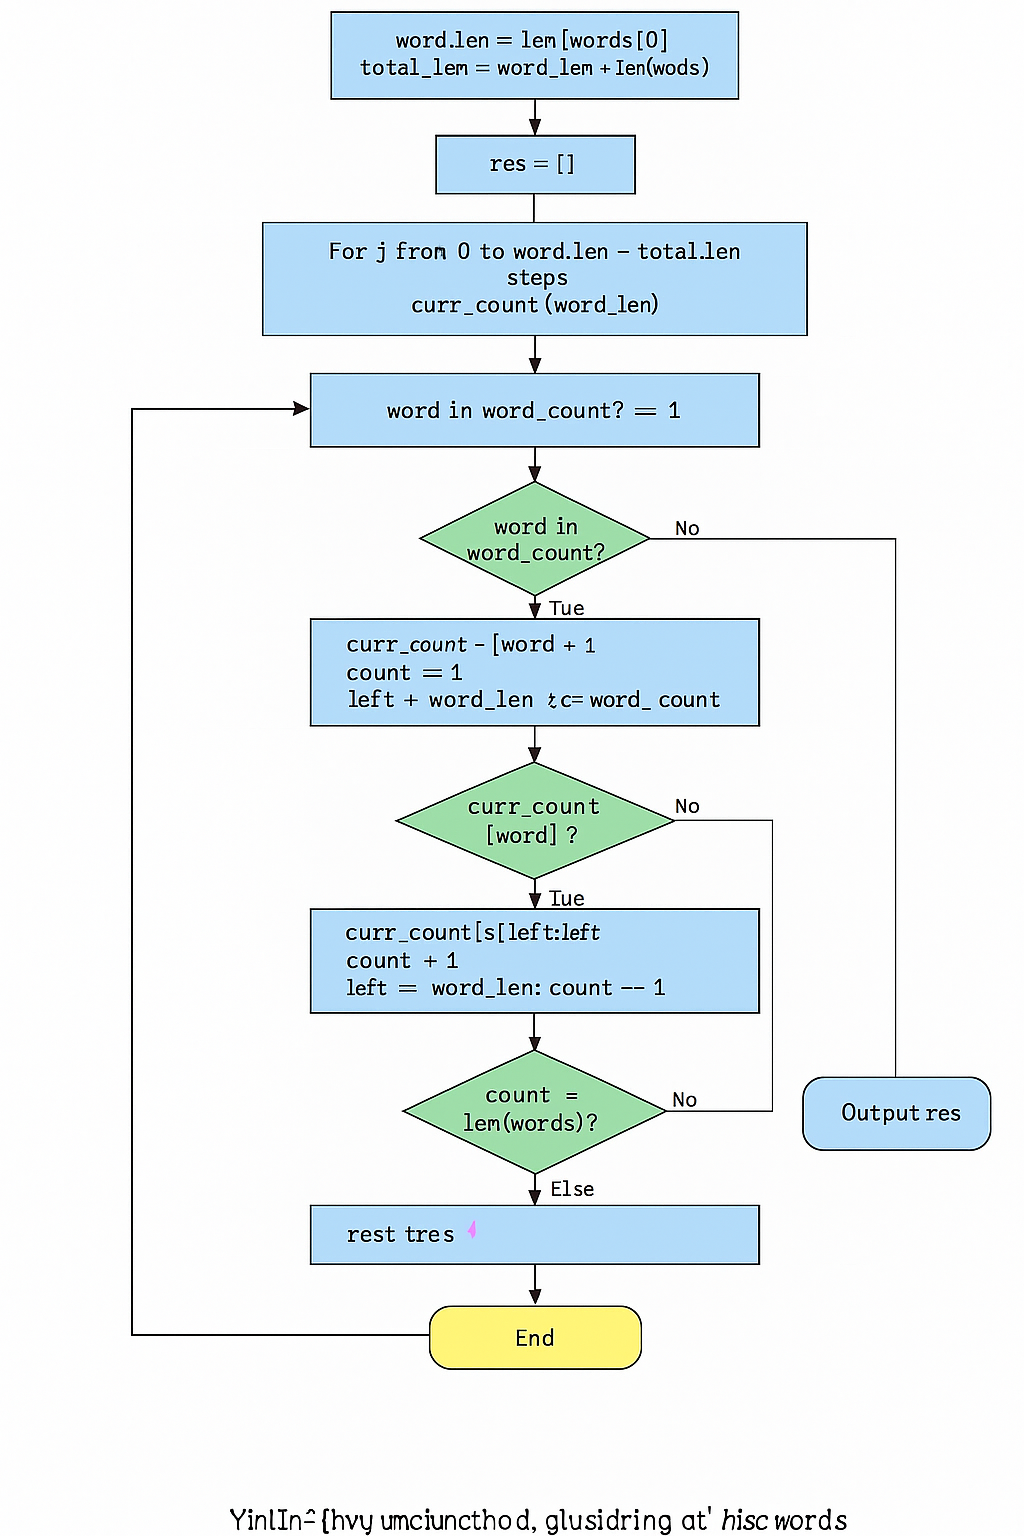 word.len = lem[words[0]
total_lem = word_lem + Ien(wods)
res = []
For j from 0 to word.len – total.len
steps
curr_count (word_len)
word in word_count? == 1
word in
word_count?
No
Tue
curr_count – [word + 1
count == 1
left + word_len c= word_ count
curr_count
[word] ?
No
Tue
curr_count[s[left:left
count + 1
left = word_len: count –– 1
count =
lem(words)?
No
Output res
Else
rest tres
End
umciuncthod, glusidring at' hisc words